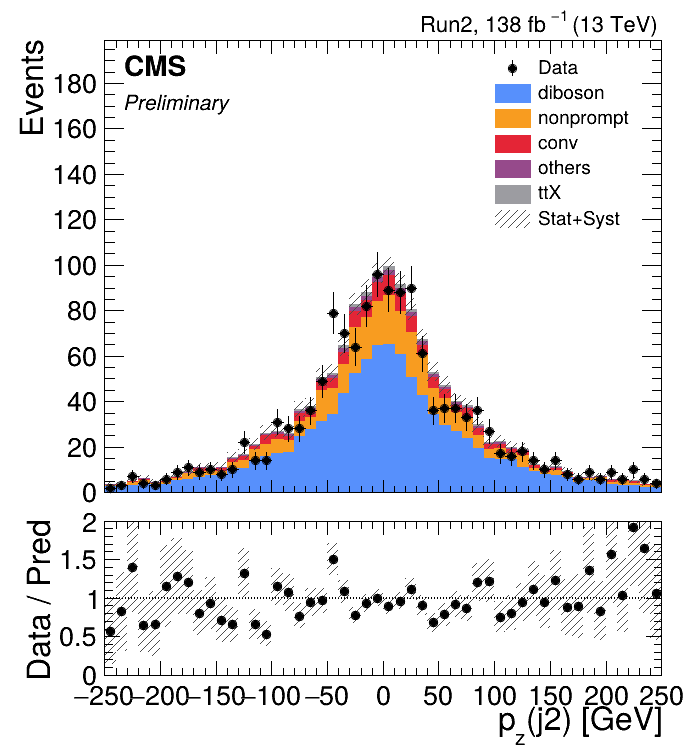 Run2, 138 fb⁻¹ (13 TeV)
CMS
Preliminary
Data
diboson
nonprompt
conv
others
ttX
Stat+Syst
Events
180
160
140
120
100
80
60
40
20
0
Data / Pred
2
1.5
1
0.5
0
−250 −200 −150 −100 −50 0 50 100 150 200 250
p_z(j2) [GeV]